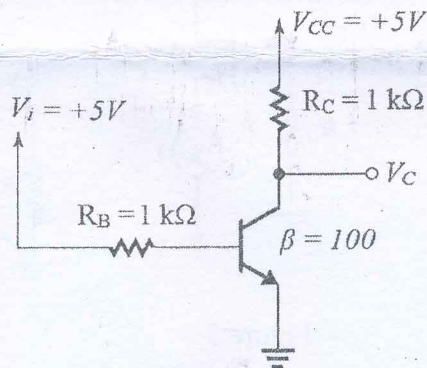 V_CC = +5V
R_C = 1 kΩ
V_i = +5V
V_C
R_B = 1 kΩ
β = 100